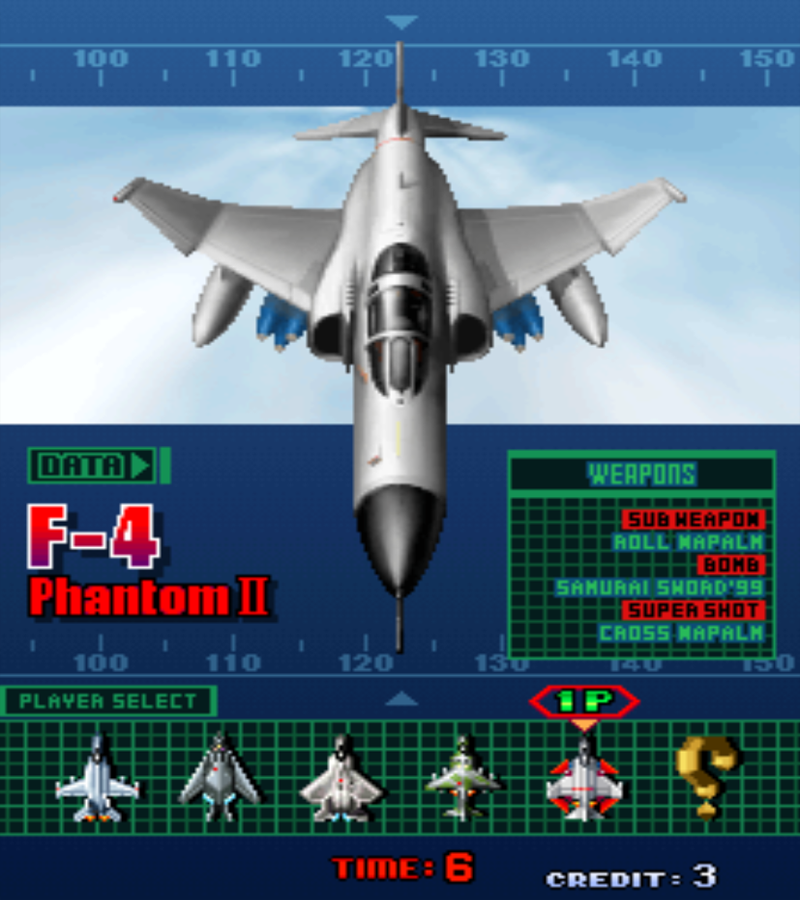 100 110 120 130 140 150
DATA
F-4
Phantom II
WEAPONS
SUB WEAPON
ROLL NAPALM
BOMB
SAMURAI SWORD'99
SUPER SHOT
CROSS NAPALM
100 110 120 130 140 150
PLAYER SELECT
1P
TIME: 6
CREDIT: 3